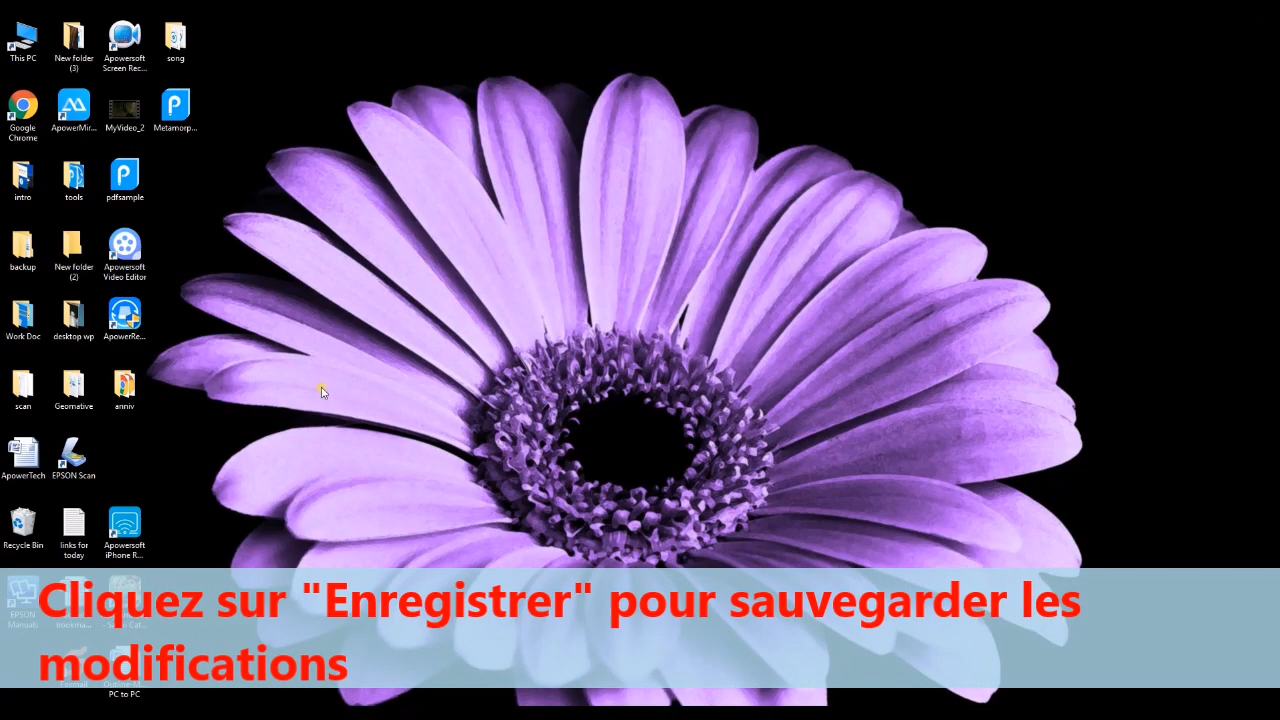 This PC
New folder
(3)
Apowersoft
Screen Rec...
song
Google
Chrome
ApowerMir...
MyVideo_2
Metamorp...
intro
tools
pdfsample
backup
New folder
(2)
Apowersoft
Video Editor
Work Doc
desktop wp
ApowerRe...
scan
Geomative
anniv
ApowerTech
EPSON Scan
Recycle Bin
links for
today
Apowersoft
iPhone R...
EPSON
Manuals
Cliquez sur "Enregistrer" pour sauvegarder les
modifications
PC to PC